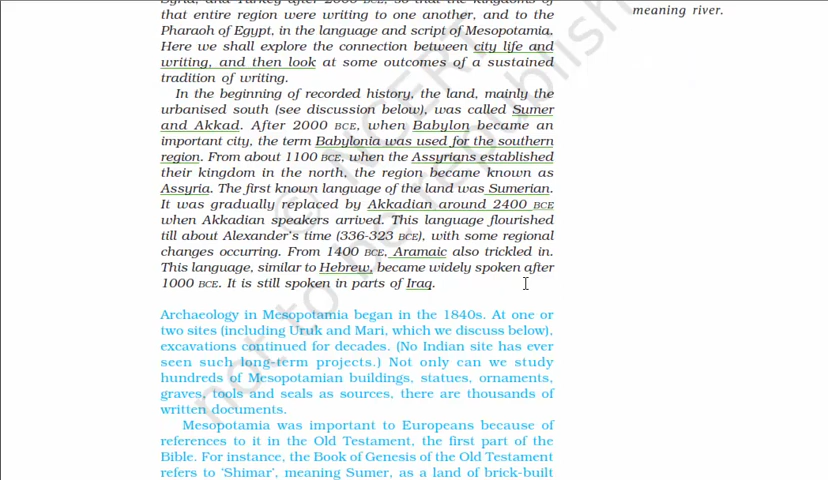 Syria, and Turkey after 2000 BCE, so that the kingdoms of
that entire region were writing to one another, and to the
Pharaoh of Egypt, in the language and script of Mesopotamia.
Here we shall explore the connection between city life and
writing, and then look at some outcomes of a sustained
tradition of writing.
In the beginning of recorded history, the land, mainly the
urbanised south (see discussion below), was called Sumer
and Akkad. After 2000 BCE, when Babylon became an
important city, the term Babylonia was used for the southern
region. From about 1100 BCE, when the Assyrians established
their kingdom in the north, the region became known as
Assyria. The first known language of the land was Sumerian.
It was gradually replaced by Akkadian around 2400 BCE
when Akkadian speakers arrived. This language flourished
till about Alexander's time (336-323 BCE), with some regional
changes occurring. From 1400 BCE, Aramaic also trickled in.
This language, similar to Hebrew, became widely spoken after
1000 BCE. It is still spoken in parts of Iraq.
Archaeology in Mesopotamia began in the 1840s. At one or
two sites (including Uruk and Mari, which we discuss below),
excavations continued for decades. (No Indian site has ever
seen such long-term projects.) Not only can we study
hundreds of Mesopotamian buildings, statues, ornaments,
graves, tools and seals as sources, there are thousands of
written documents.
Mesopotamia was important to Europeans because of
references to it in the Old Testament, the first part of the
Bible. For instance, the Book of Genesis of the Old Testament
refers to 'Shimar', meaning Sumer, as a land of brick-built
meaning river.
© NCERT
not to be republish